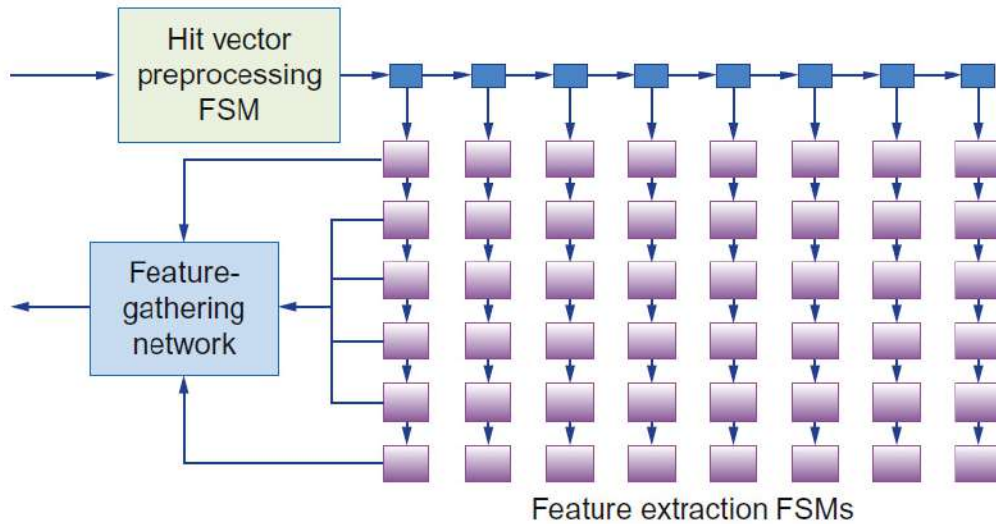 Hit vector
preprocessing
FSM
Feature-
gathering
network
Feature extraction FSMs